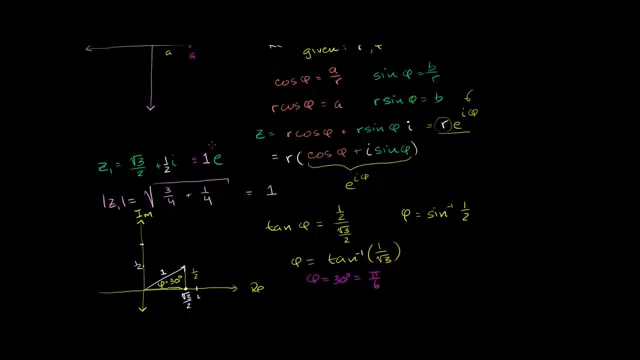 given: r, φ
a
a
cos φ = a/r sin φ = b/r
r cos φ = a r sin φ = b
z = r cos φ + r sin φ i = r e^{iφ}
= r ( cos φ + i sin φ )
e^{iφ}
z₁ = √3/2 + 1/2 i = 1 e
|z₁| = √(3/4 + 1/4) = 1
Im
tan φ = (1/2)/(√3/2) φ = sin⁻¹ 1/2
φ = tan⁻¹ (1/√3)
φ = 30° = π/6
1/2
1
1/2
φ=30°
√3/2
1
Re